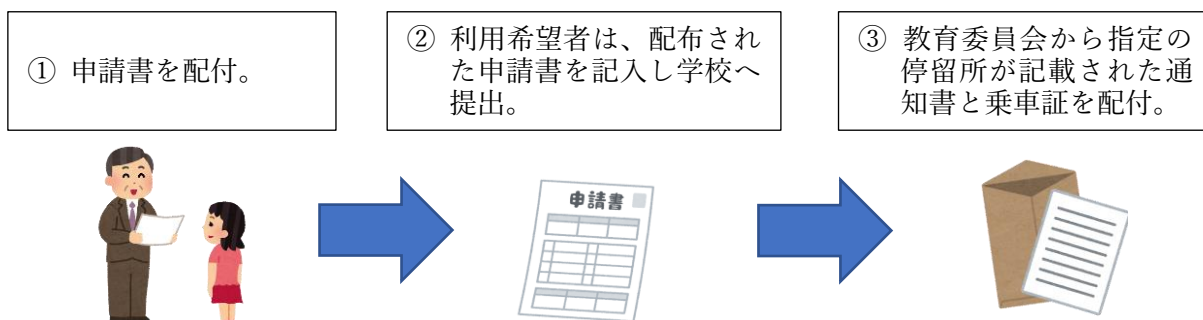 ① 申請書を配付。
② 利用希望者は、配布され
た申請書を記入し学校へ
提出。
③ 教育委員会から指定の
停留所が記載された通
知書と乗車証を配付。
申請書